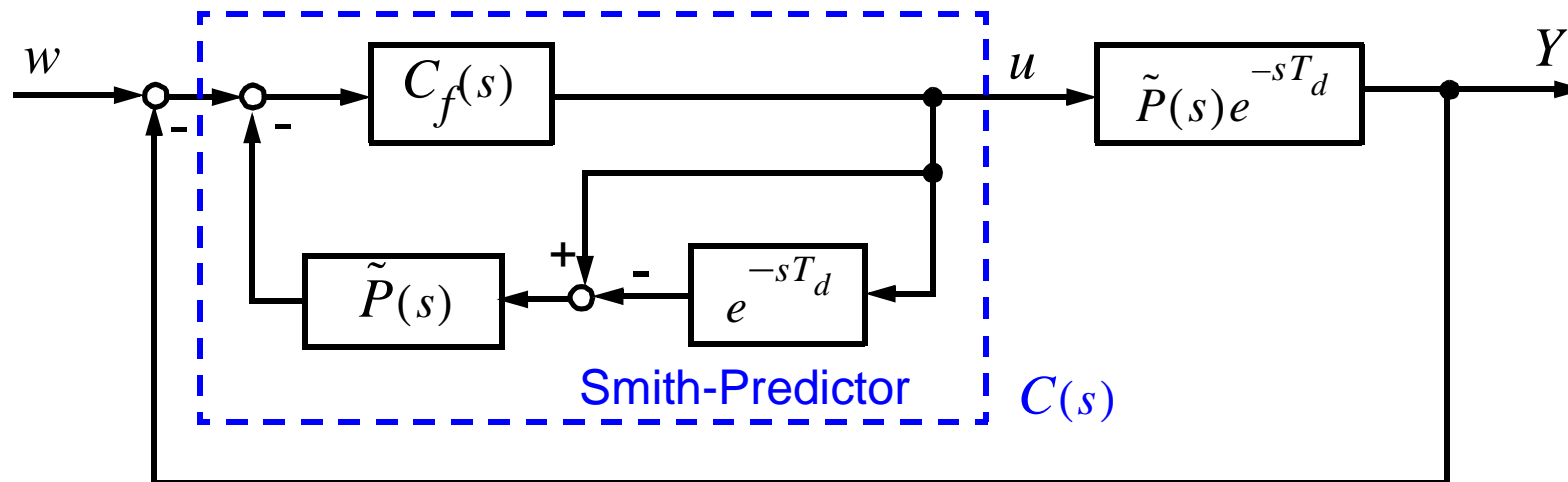 w
C_f(s)
u
P̃(s)e^{-sT_d}
Y
-
-
+
-
P̃(s)
e^{-sT_d}
Smith-Predictor
C(s)